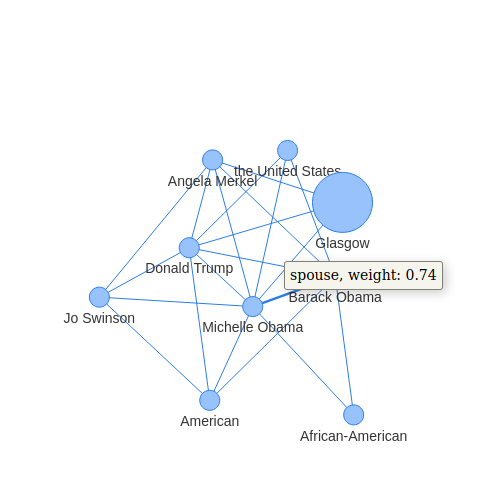 the United States
Angela Merkel
Glasgow
Donald Trump
spouse, weight: 0.74
Barack Obama
Jo Swinson
Michelle Obama
American
African-American